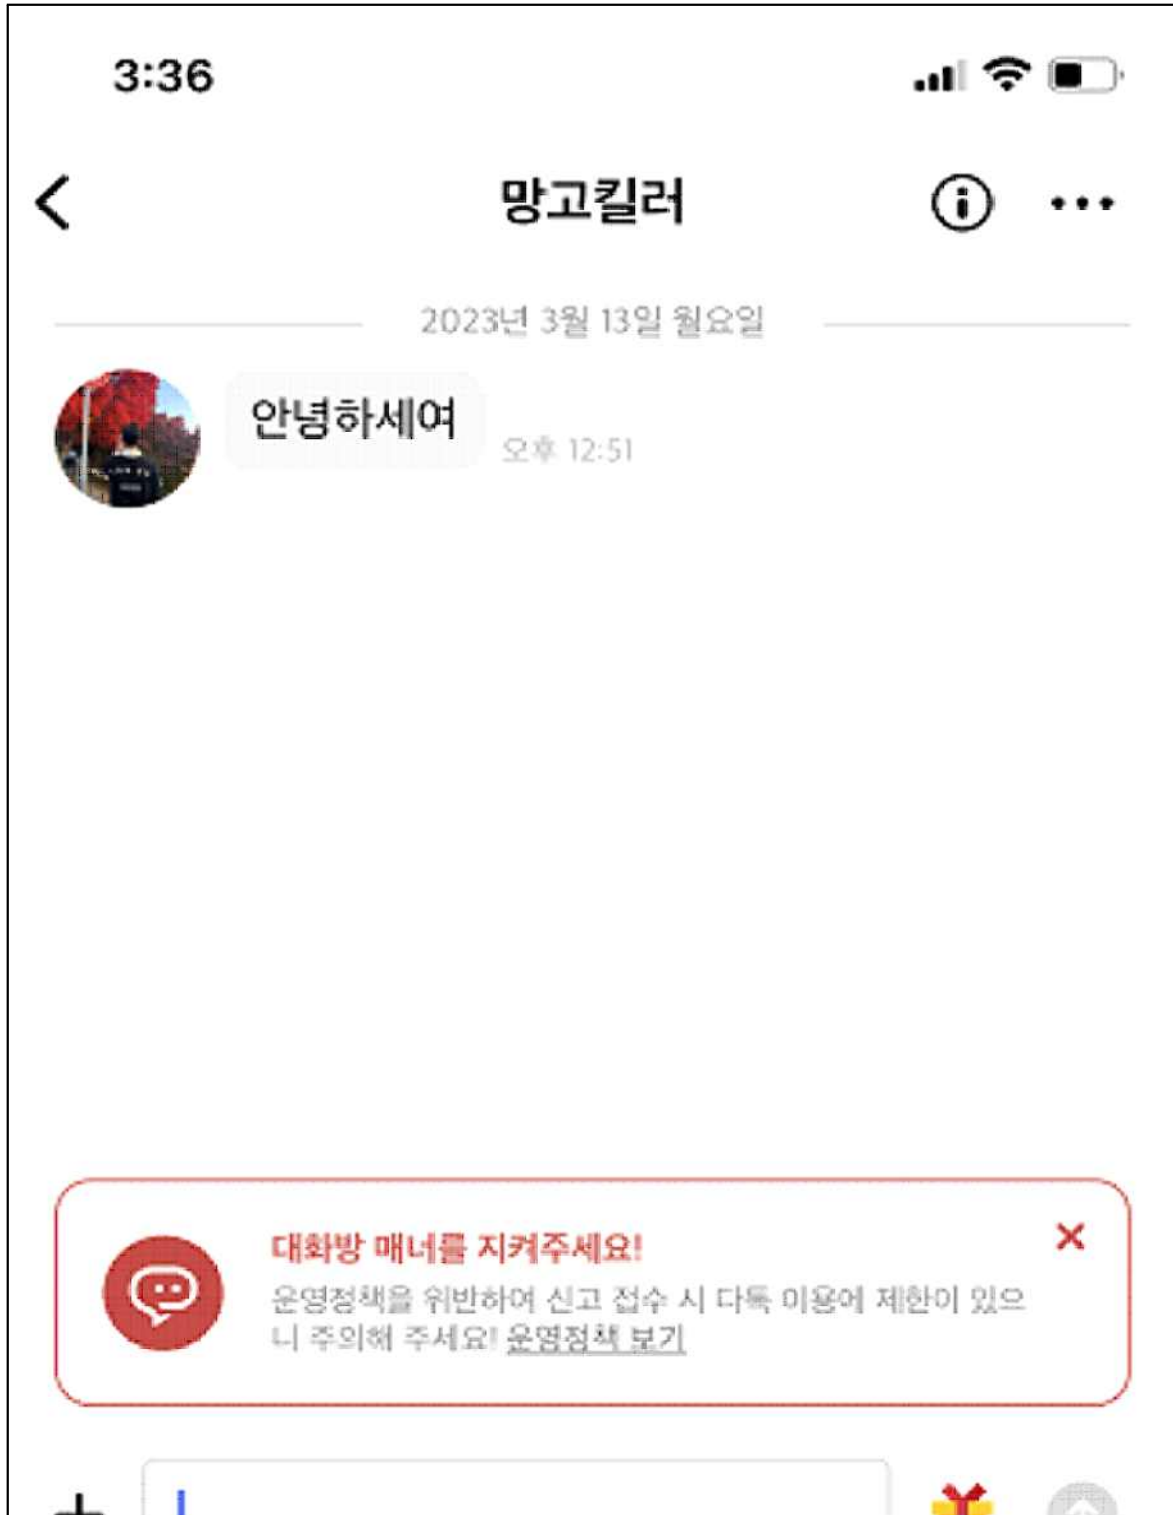 3:36
망고킬러
2023년 3월 13일 월요일
안녕하세여
오후 12:51
대화방 매너를 지켜주세요!
운영정책을 위반하여 신고 접수 시 다톡 이용에 제한이 있으
니 주의해 주세요! 운영정책 보기